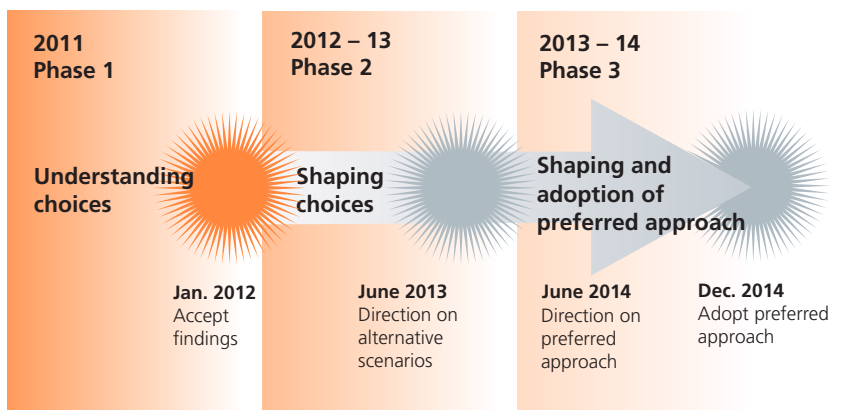 2011
Phase 1
2012 – 13
Phase 2
2013 – 14
Phase 3
Understanding
choices
Shaping
choices
Shaping and
adoption of
preferred approach
Jan. 2012
Accept
findings
June 2013
Direction on
alternative
scenarios
June 2014
Direction on
preferred
approach
Dec. 2014
Adopt preferred
approach